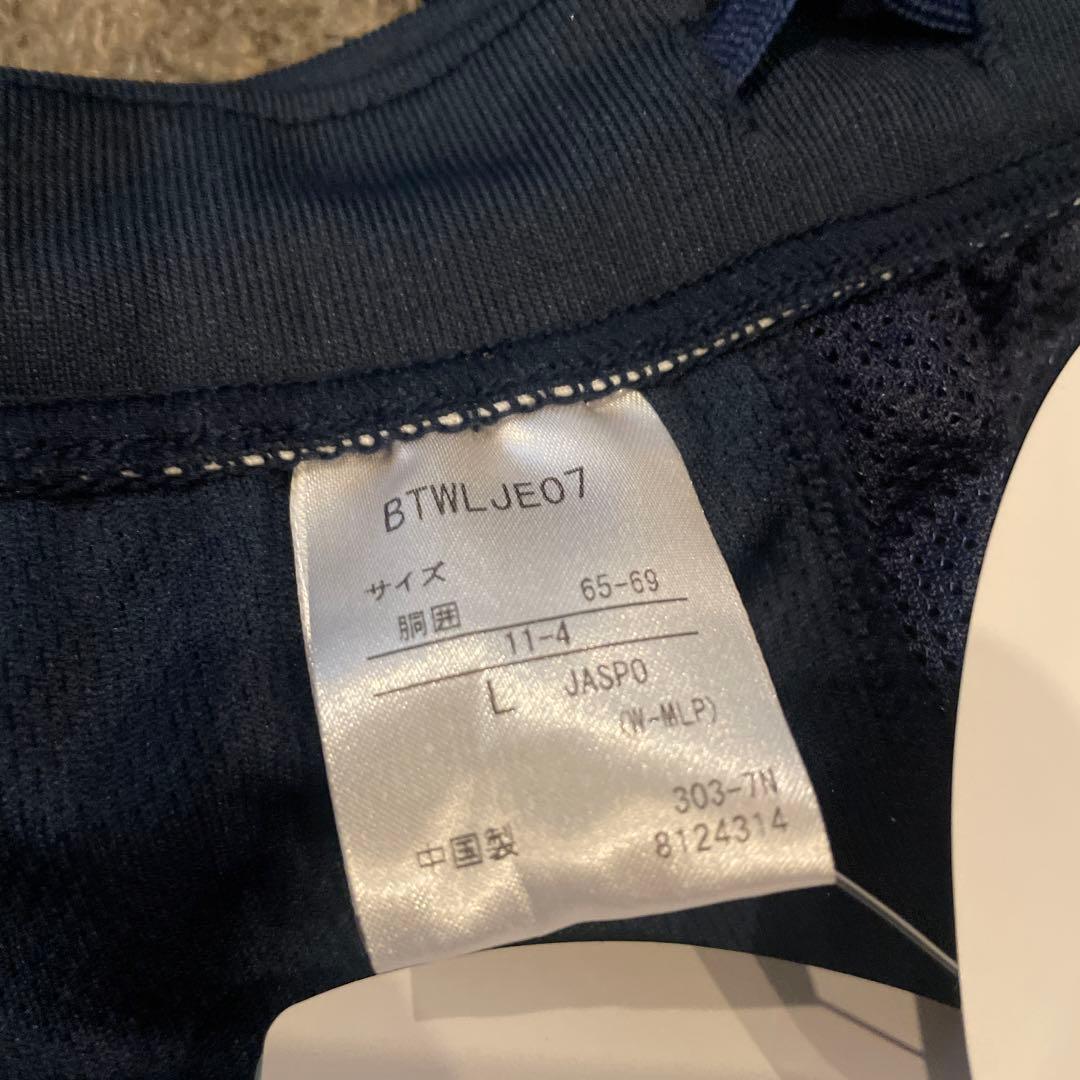 BTWLJE07
サイズ
胴囲 65-69
11-4
L JASPO
(W-MLP)
303-7N
中国製 8124314